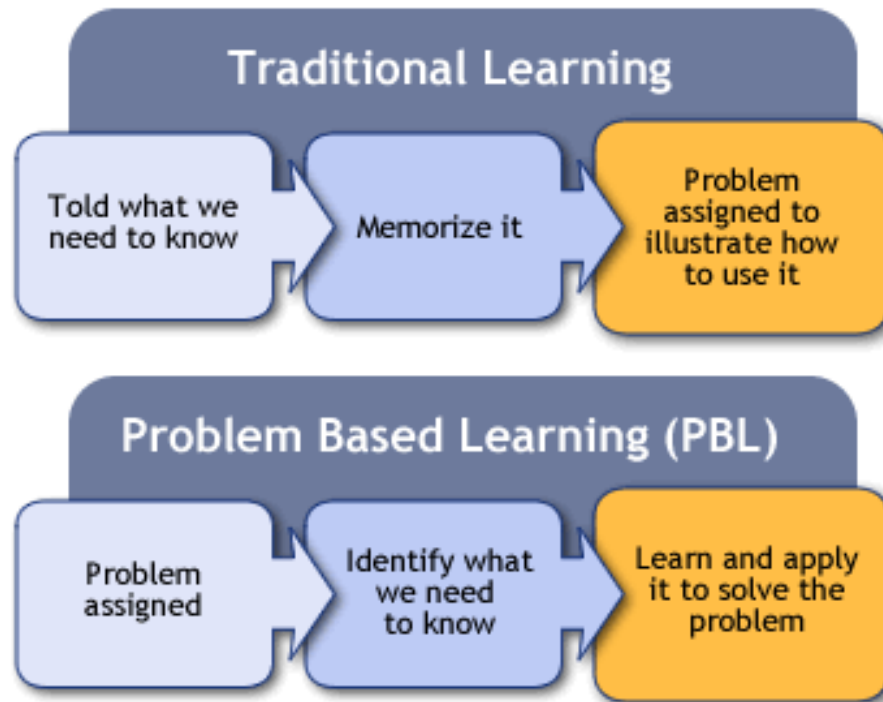 Traditional Learning
Told what we
need to know
Memorize it
Problem
assigned to
illustrate how
to use it
Problem Based Learning (PBL)
Problem
assigned
Identify what
we need
to know
Learn and apply
it to solve the
problem